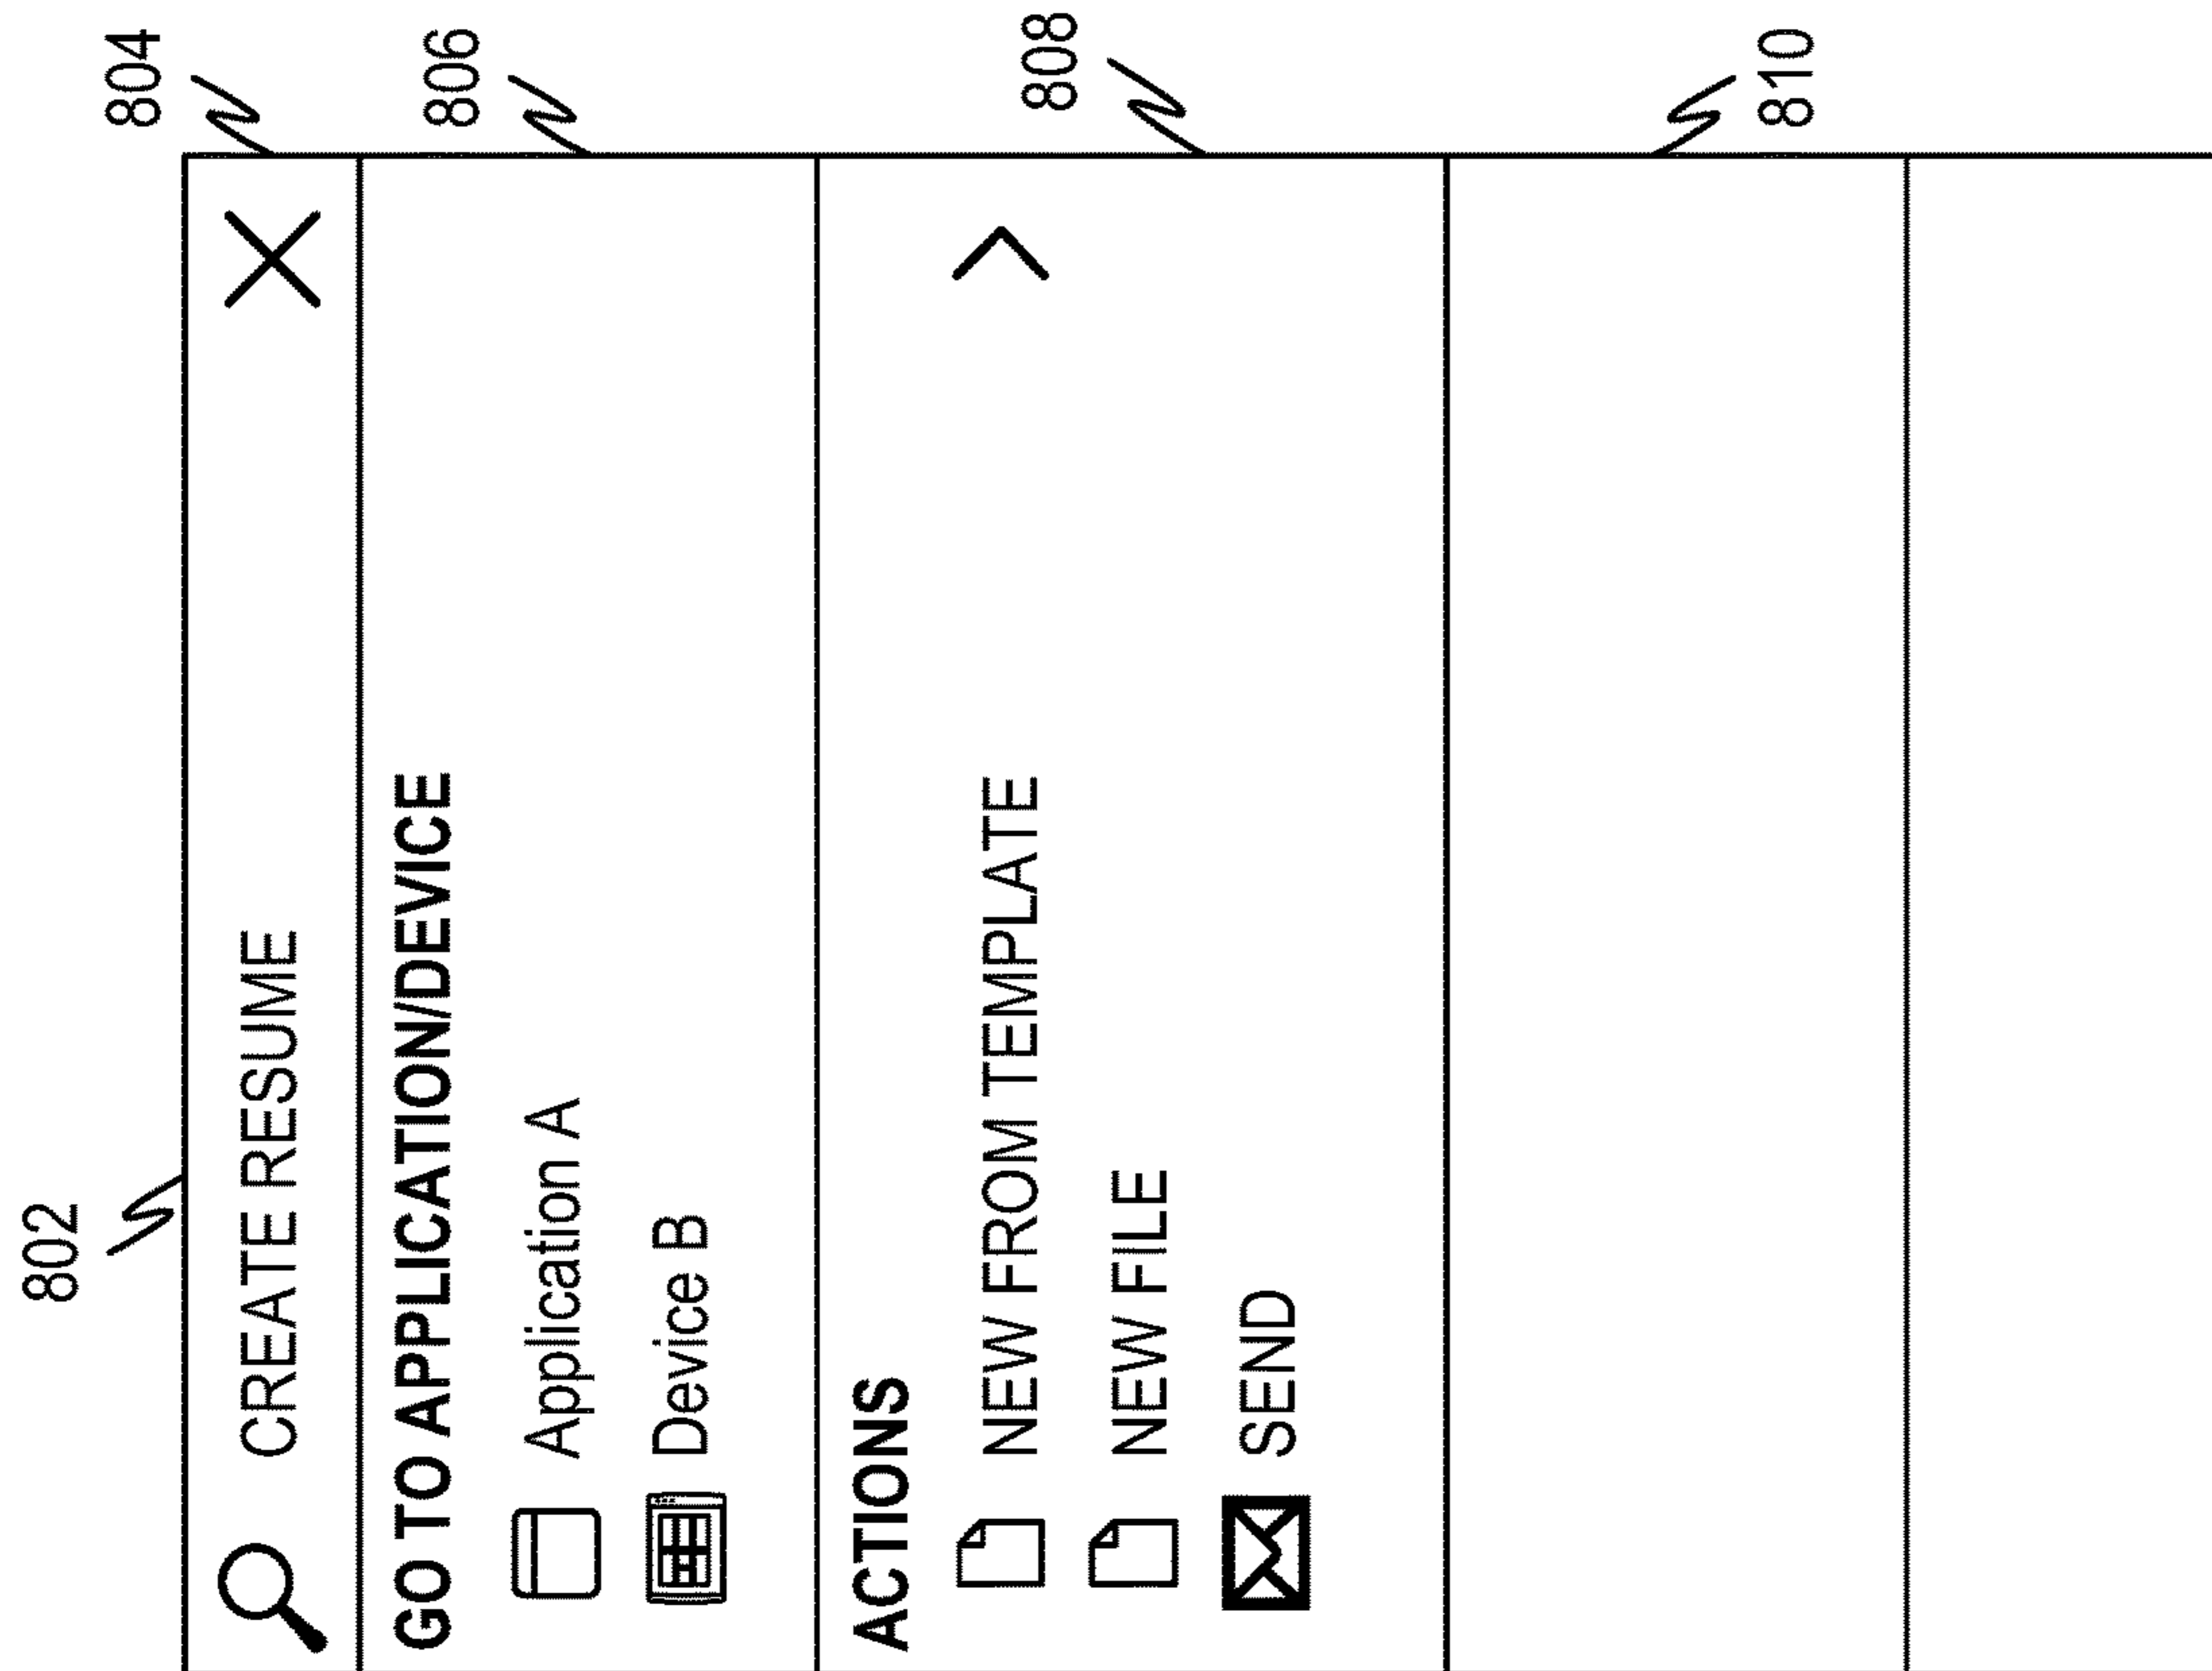 802
804
CREATE RESUME
806
GO TO APPLICATION/DEVICE
Application A
Device B
808
ACTIONS
NEW FROM TEMPLATE
NEW FILE
SEND
810